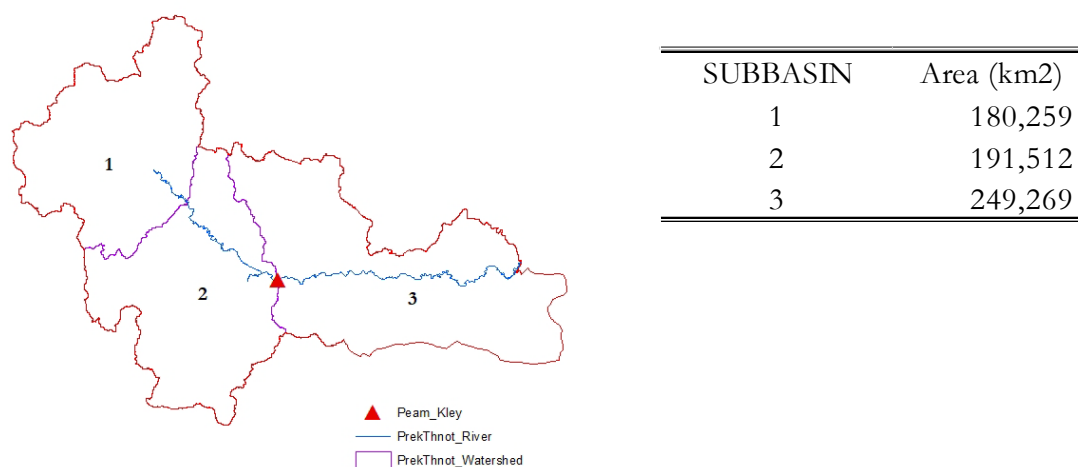 1
2
3
Peam_Kley
PrekThnot_River
PrekThnot_Watershed
SUBBASIN Area (km2)
1 180,259
2 191,512
3 249,269